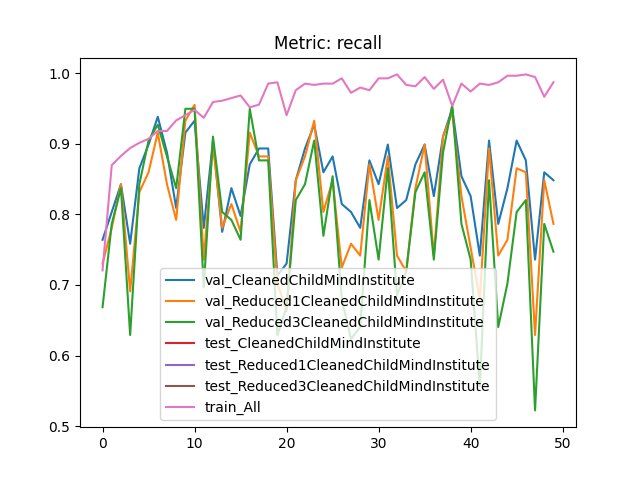 Metric: recall
1.0
0.9
0.8
0.7
0.6
0.5
0
10
20
30
40
50
val_CleanedChildMindInstitute
val_Reduced1CleanedChildMindInstitute
val_Reduced3CleanedChildMindInstitute
test_CleanedChildMindInstitute
test_Reduced1CleanedChildMindInstitute
test_Reduced3CleanedChildMindInstitute
train_All